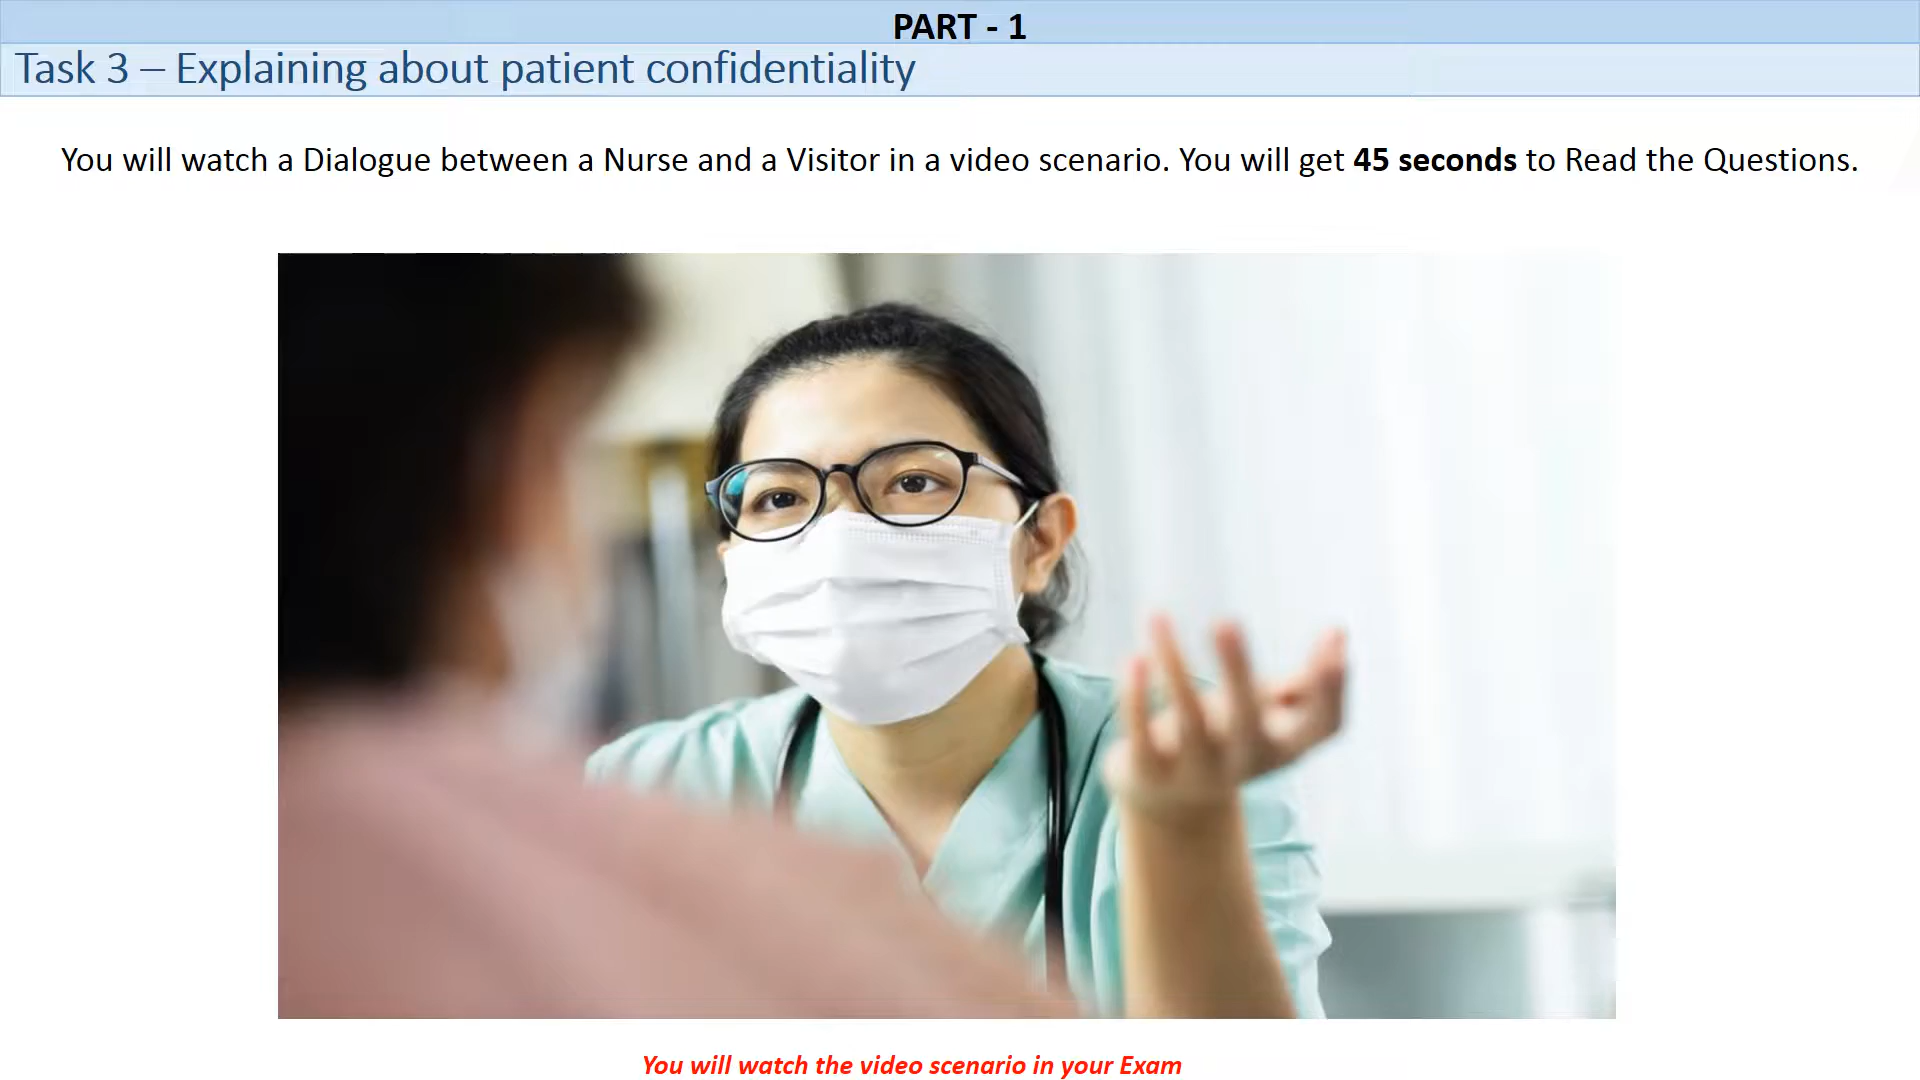 PART - 1
Task 3 – Explaining about patient confidentiality
You will watch a Dialogue between a Nurse and a Visitor in a video scenario. You will get 45 seconds to Read the Questions.
You will watch the video scenario in your Exam